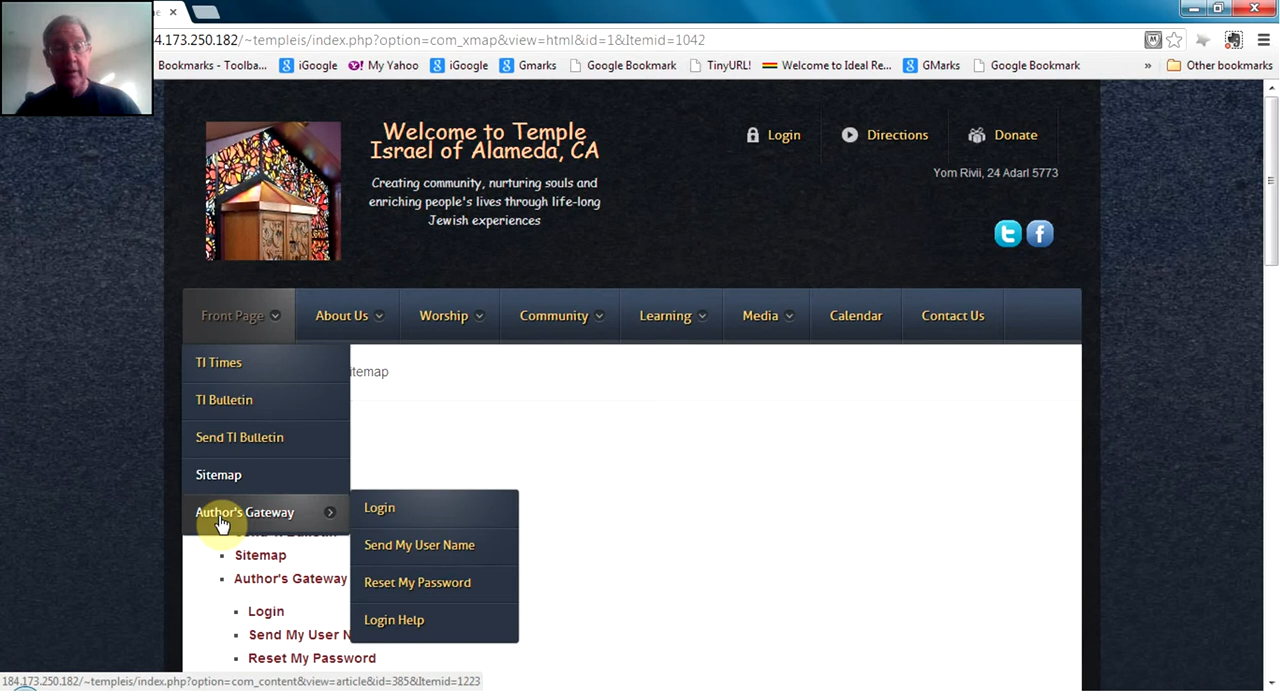 4.173.250.182/~templeis/index.php?option=com_xmap&view=html&id=1&Itemid=1042
Bookmarks - Toolba... iGoogle My Yahoo iGoogle Gmarks Google Bookmark TinyURL! Welcome to Ideal Re... GMarks Google Bookmark » Other bookmarks
Welcome to Temple
Israel of Alameda, CA
Creating community, nurturing souls and
enriching people's lives through life-long
Jewish experiences
Login Directions Donate
Yom Rivii, 24 AdarI 5773
Front Page About Us Worship Community Learning Media Calendar Contact Us
TI Times
itemap
TI Bulletin
Send TI Bulletin
Sitemap
Author's Gateway
Login
Send My User Name
Reset My Password
Login Help
Sitemap
Author's Gateway
Login
Send My User N
Reset My Password
184.173.250.182/~templeis/index.php?option=com_content&view=article&id=385&Itemid=1223